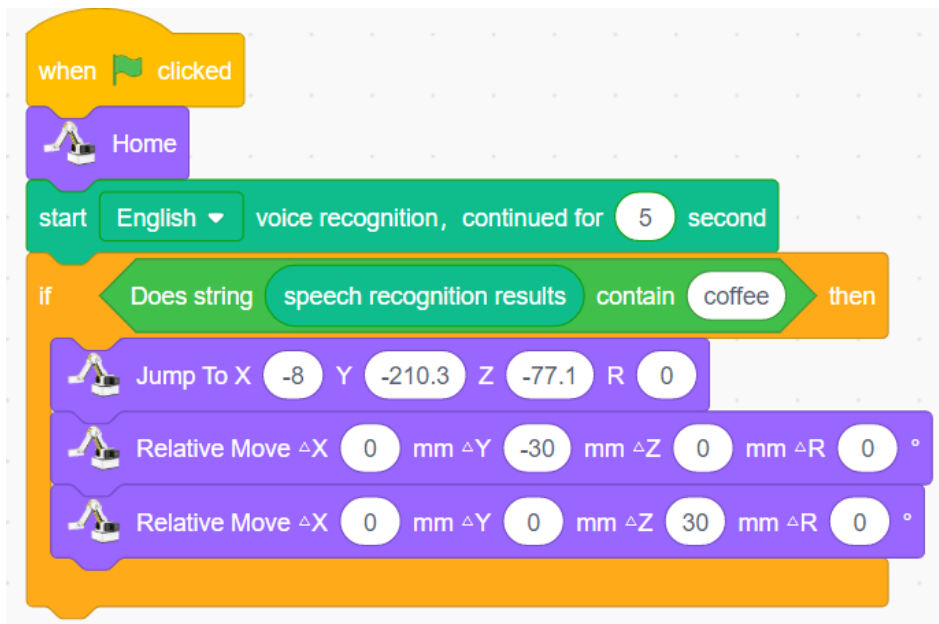 when clicked
Home
start English voice recognition, continued for 5 second
if Does string speech recognition results contain coffee then
Jump To X -8 Y -210.3 Z -77.1 R 0
Relative Move △X 0 mm △Y -30 mm △Z 0 mm △R 0 °
Relative Move △X 0 mm △Y 0 mm △Z 30 mm △R 0 °